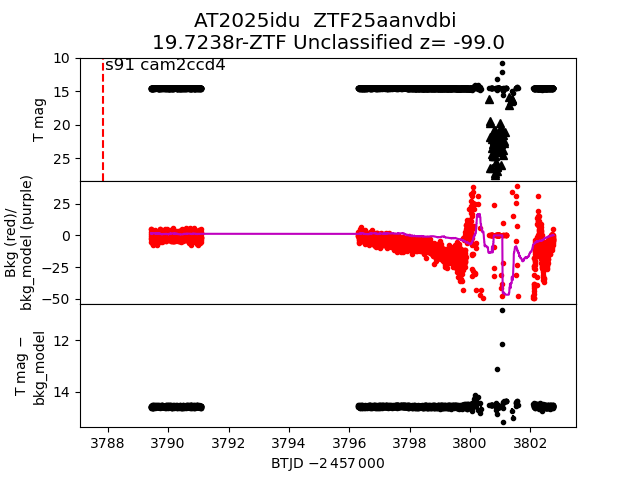 AT2025idu  ZTF25aanvdbi
19.7238r-ZTF Unclassified z= -99.0
s91 cam2ccd4
T mag
10
15
20
25
Bkg (red)/
bkg_model (purple)
25
0
−25
−50
T mag −
bkg_model
12
14
3788 3790 3792 3794 3796 3798 3800 3802
BTJD −2 457 000